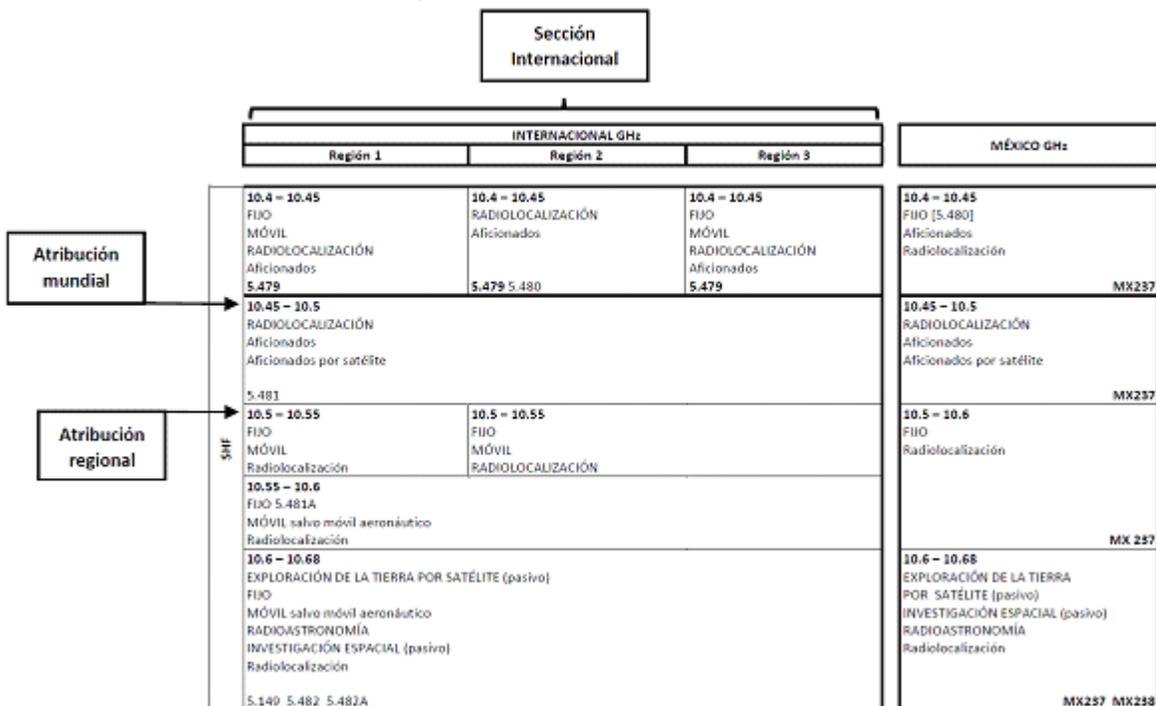 Sección
Internacional
INTERNACIONAL GHz
Región 1
Región 2
Región 3
MÉXICO GHz
Atribución
mundial
Atribución
regional
SHF
10.4 – 10.45
FIJO
MÓVIL
RADIOLOCALIZACIÓN
Aficionados
5.479
10.4 – 10.45
RADIOLOCALIZACIÓN
Aficionados
5.479 5.480
10.4 – 10.45
FIJO
MÓVIL
RADIOLOCALIZACIÓN
Aficionados
5.479
10.4 – 10.45
FIJO [5.480]
Aficionados
Radiolocalización
MX237
10.45 – 10.5
RADIOLOCALIZACIÓN
Aficionados
Aficionados por satélite
5.481
10.45 – 10.5
RADIOLOCALIZACIÓN
Aficionados
Aficionados por satélite
MX237
10.5 – 10.55
FIJO
MÓVIL
Radiolocalización
10.5 – 10.55
FIJO
MÓVIL
RADIOLOCALIZACIÓN
10.5 – 10.6
FIJO
Radiolocalización
MX 237
10.55 – 10.6
FIJO 5.481A
MÓVIL salvo móvil aeronáutico
Radiolocalización
10.6 – 10.68
EXPLORACIÓN DE LA TIERRA POR SATÉLITE (pasivo)
FIJO
MÓVIL salvo móvil aeronáutico
RADIOASTRONOMÍA
INVESTIGACIÓN ESPACIAL (pasivo)
Radiolocalización
5.149 5.482 5.482A
10.6 – 10.68
EXPLORACIÓN DE LA TIERRA
POR SATÉLITE (pasivo)
INVESTIGACIÓN ESPACIAL (pasivo)
RADIOASTRONOMÍA
Radiolocalización
MX237 MX238